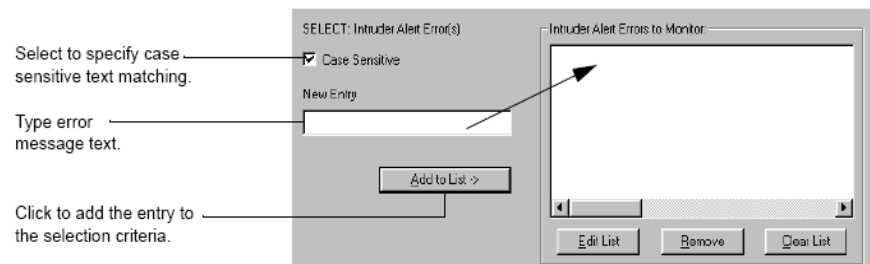 Select to specify case
sensitive text matching.
Type error
message text.
Click to add the entry to
the selection criteria.
SELECT: Intruder Alert Error(s)
Case Sensitive
New Entry
Add to List ->
Intruder Alert Errors to Monitor:
Edit List
Remove
Clear List